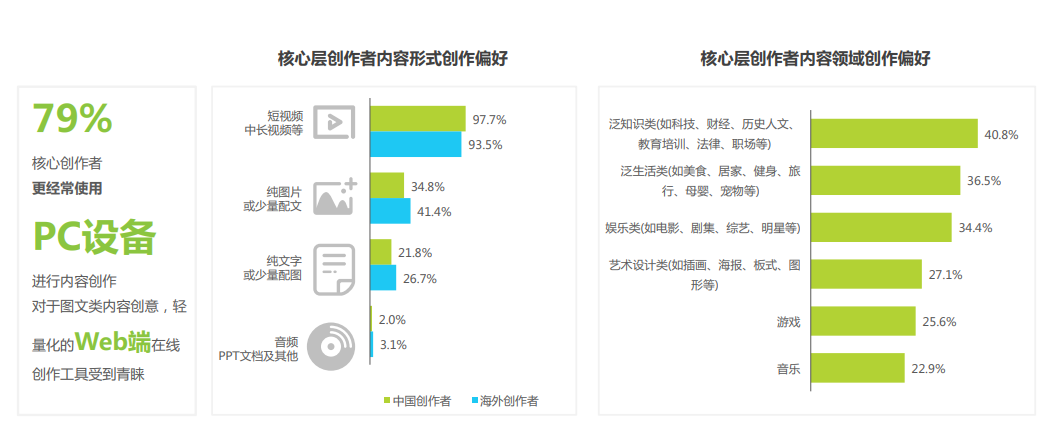 核心层创作者内容形式创作偏好
核心层创作者内容领域创作偏好
79%
核心创作者
更经常使用
PC设备
进行内容创作
对于图文类内容创意，轻
量化的Web端在线
创作工具受到青睐
短视频
中长视频等
97.7%
93.5%
纯图片
或少量配文
34.8%
41.4%
纯文字
或少量配图
21.8%
26.7%
音频
PPT文档及其他
2.0%
3.1%
中国创作者
海外创作者
泛知识类(如科技、财经、历史人文、
教育培训、法律、职场等)
40.8%
泛生活类(如美食、居家、健身、旅
行、母婴、宠物等)
36.5%
娱乐类(如电影、剧集、综艺、明星等)
34.4%
艺术设计类(如插画、海报、板式、图
形等)
27.1%
游戏
25.6%
音乐
22.9%